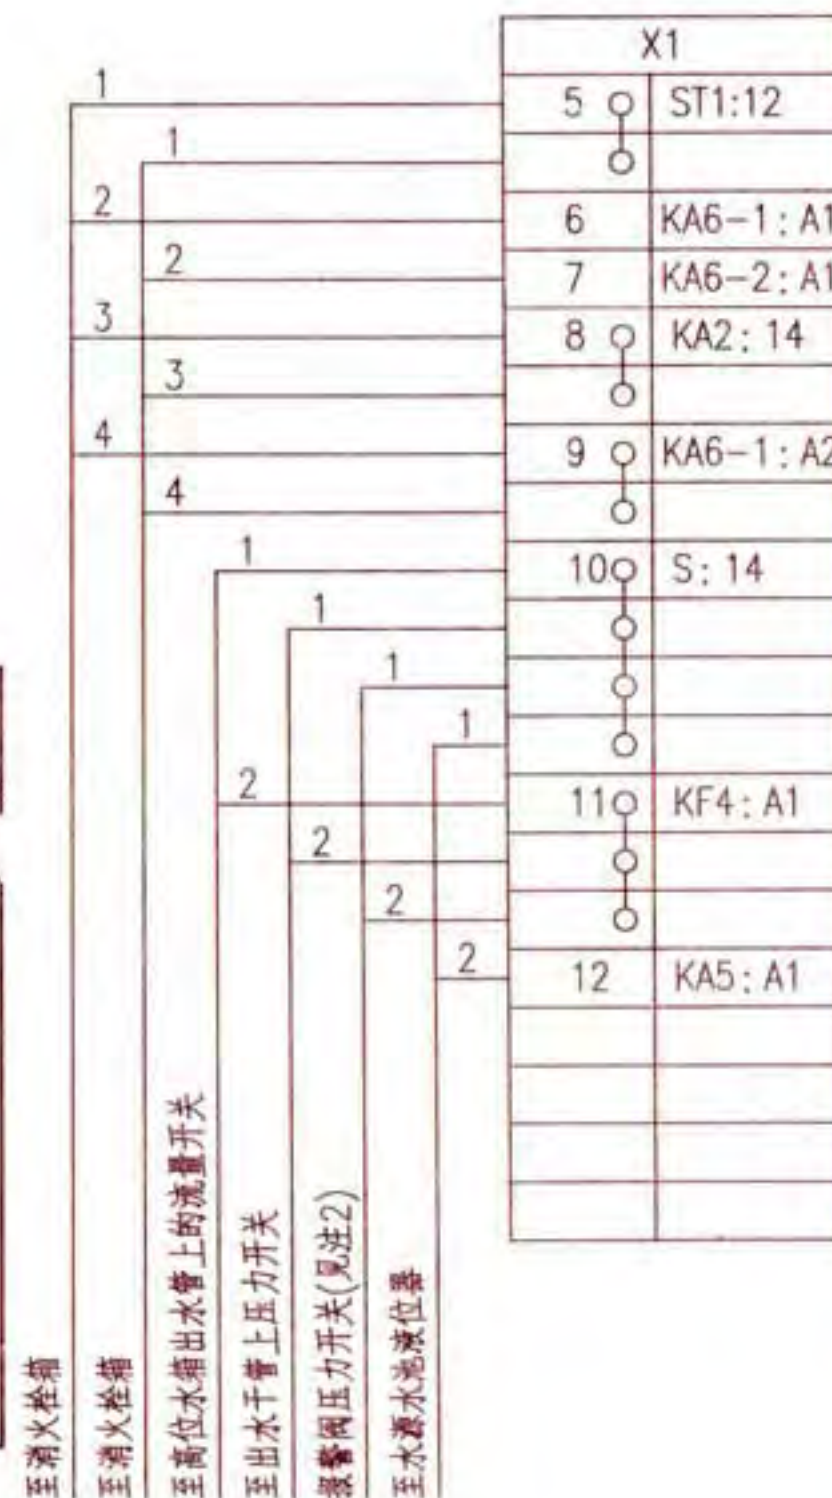 X1
1
5 ST1:12
1
2
6 KA6-1:A1
2
7 KA6-2:A1
3
8 KA2:14
3
4
9 KA6-1:A2
4
1
10 S:14
1
1
1
2
11 KF4:A1
2
2
2
12 KA5:A1
至消火栓箱
至消火栓箱
至高位水箱出水管上的流量开关
至出水干管上压力开关
报警阀压力开关(见注2)
至水源水池液位器